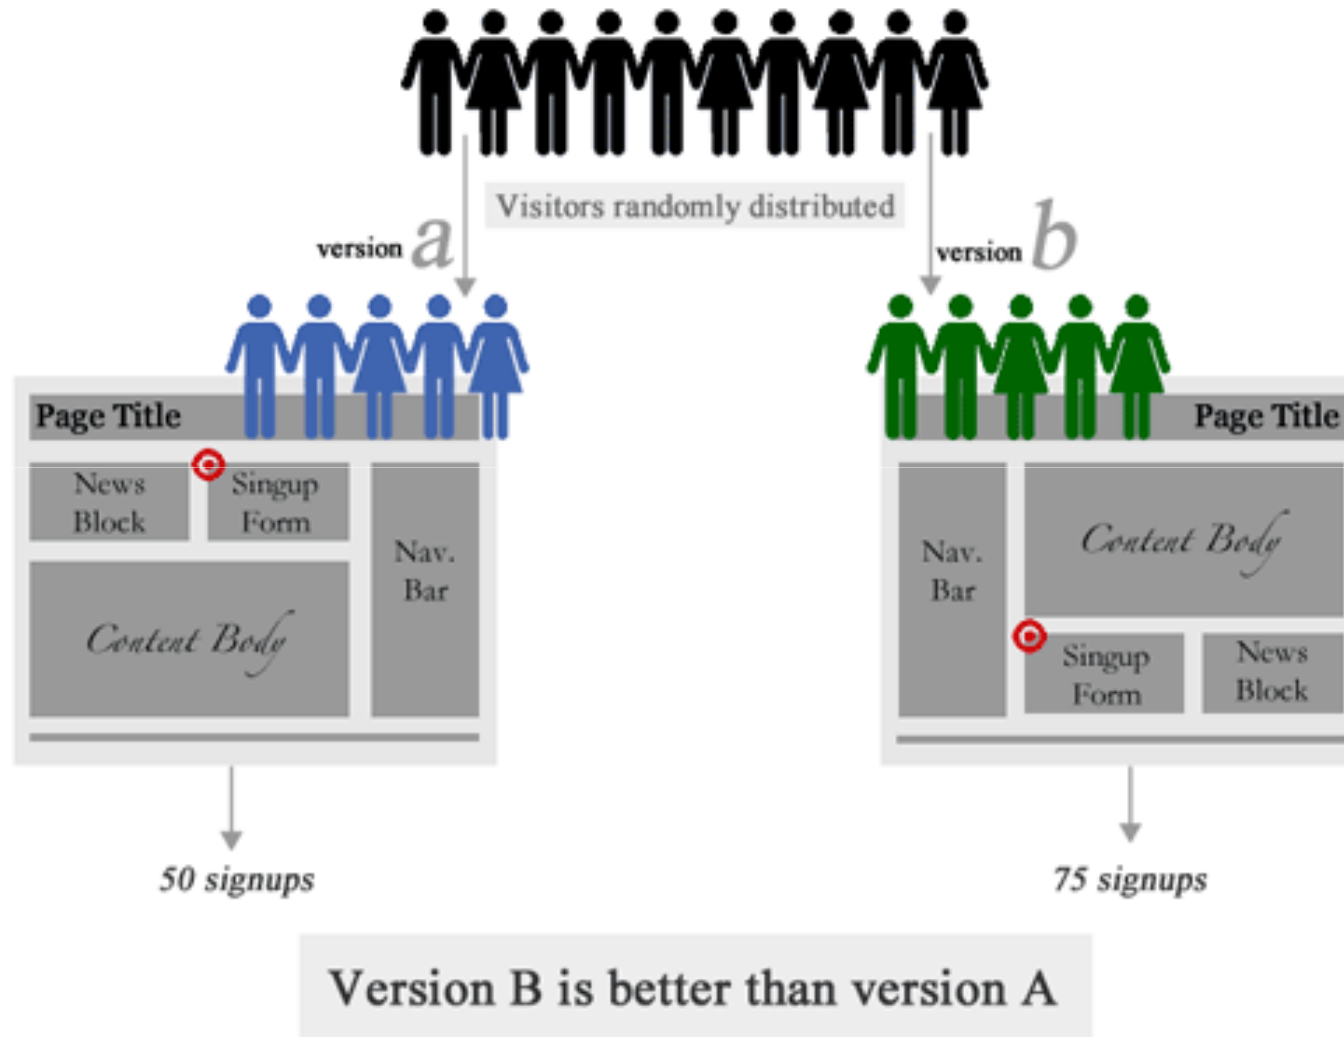 Visitors randomly distributed
version a
version b
Page Title
News
Block
Singup
Form
Nav.
Bar
Content Body
Page Title
Nav.
Bar
Content Body
Singup
Form
News
Block
50 signups
75 signups
Version B is better than version A